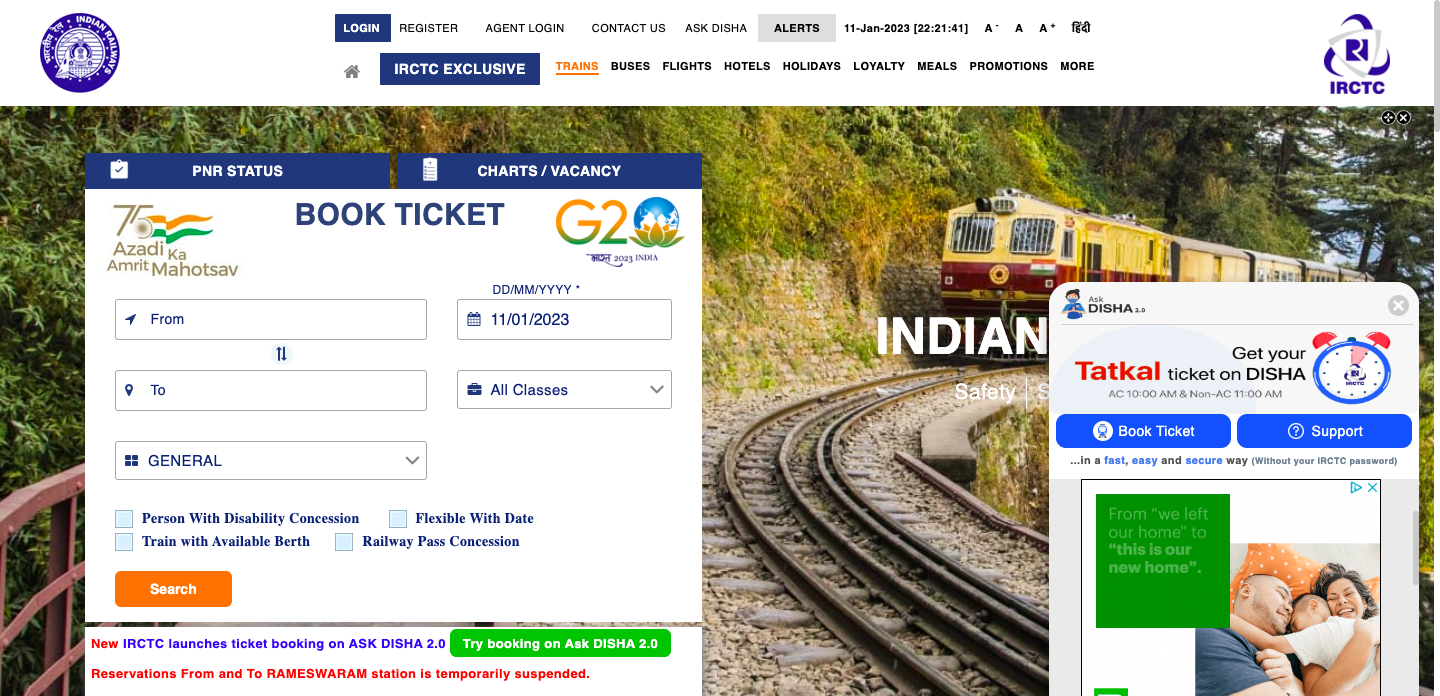 भारतीय रेल INDIAN RAILWAYS
LOGIN REGISTER AGENT LOGIN CONTACT US ASK DISHA ALERTS 11-Jan-2023 [22:21:41] A - A A + हिंदी
IRCTC EXCLUSIVE TRAINS BUSES FLIGHTS HOTELS HOLIDAYS LOYALTY MEALS PROMOTIONS MORE
IRCTC
PNR STATUS CHARTS / VACANCY
75
Azadi Ka
Amrit Mahotsav
BOOK TICKET
G20
भारत 2023 INDIA
DD/MM/YYYY *
From
11/01/2023
To
All Classes
GENERAL
Person With Disability Concession
Flexible With Date
Train with Available Berth
Railway Pass Concession
Search
New IRCTC launches ticket booking on ASK DISHA 2.0 Try booking on Ask DISHA 2.0
Reservations From and To RAMESWARAM station is temporarily suspended.
INDIAN
Safety | S
Ask
DISHA 2.0
Get your
Tatkal ticket on DISHA
AC 10:00 AM & Non-AC 11:00 AM
IRCTC
Book Ticket
Support
...in a fast, easy and secure way (Without your IRCTC password)
From “we left
our home” to
“this is our
new home”.